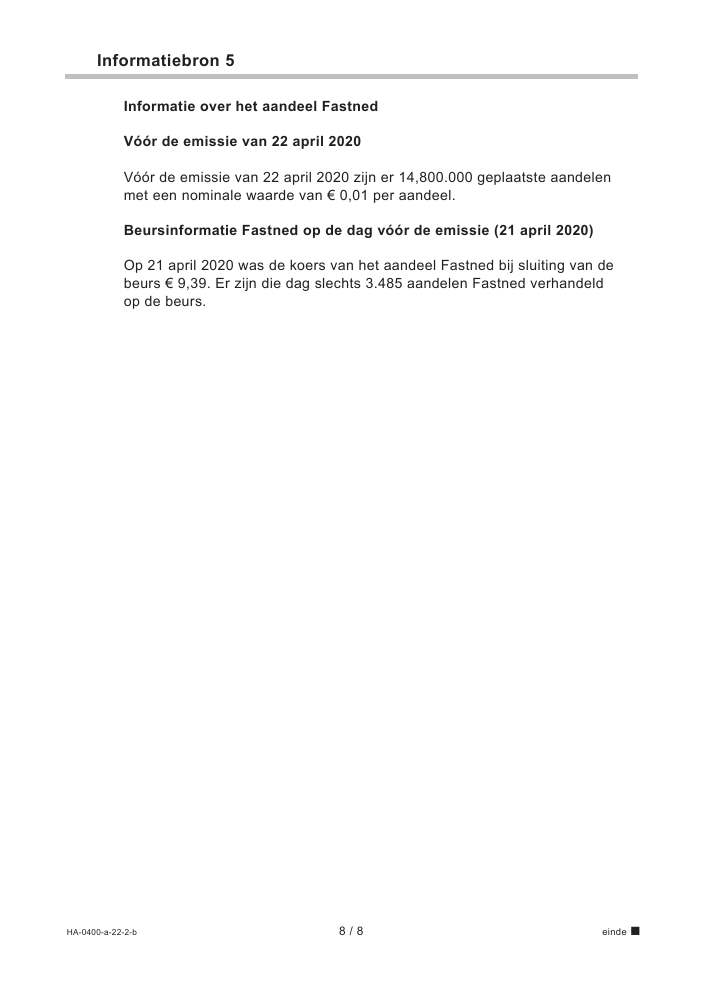 Informatiebron 5
Informatie over het aandeel Fastned
Vóór de emissie van 22 april 2020
Vóór de emissie van 22 april 2020 zijn er 14,800.000 geplaatste aandelen
met een nominale waarde van € 0,01 per aandeel.
Beursinformatie Fastned op de dag vóór de emissie (21 april 2020)
Op 21 april 2020 was de koers van het aandeel Fastned bij sluiting van de
beurs € 9,39. Er zijn die dag slechts 3.485 aandelen Fastned verhandeld
op de beurs.
HA-0400-a-22-2-b 8 / 8 einde ■